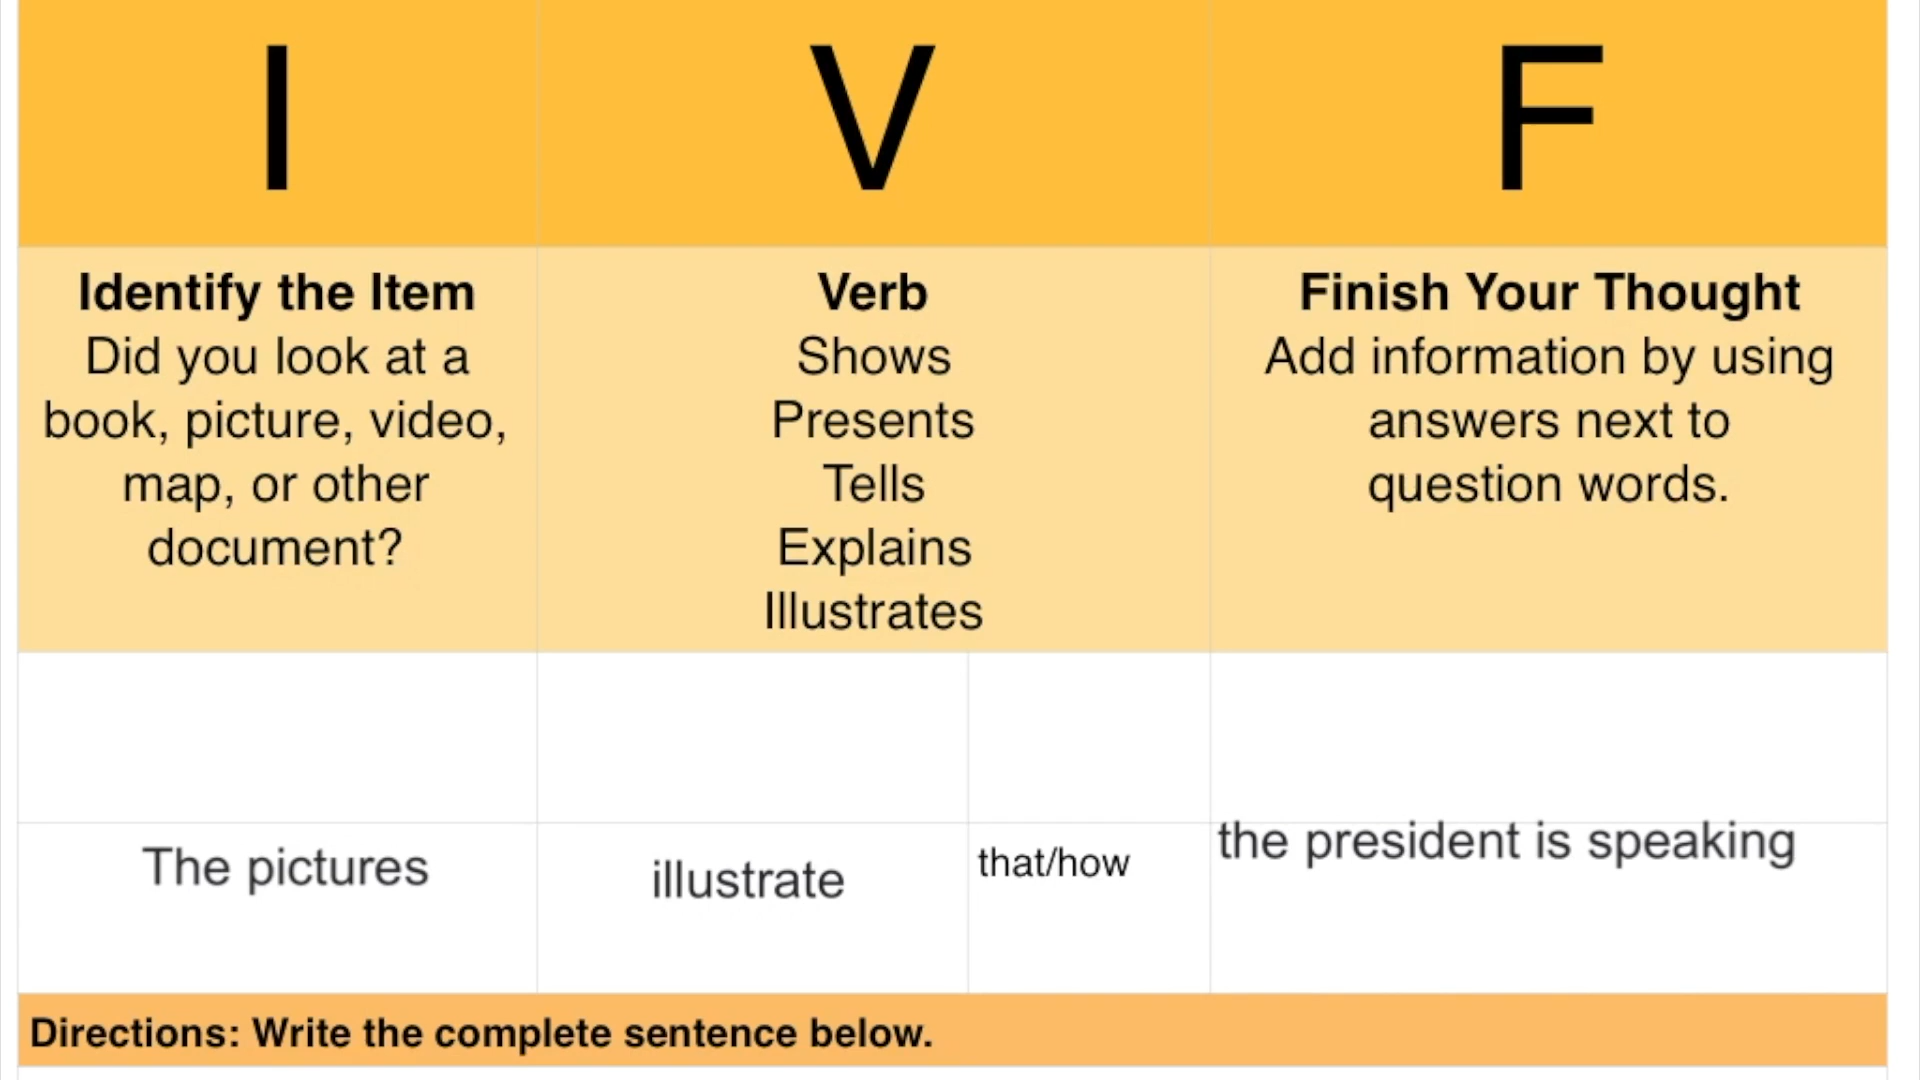 I
V
F
Identify the Item
Did you look at a
book, picture, video,
map, or other
document?
Verb
Shows
Presents
Tells
Explains
Illustrates
Finish Your Thought
Add information by using
answers next to
question words.
The pictures
illustrate
that/how
the president is speaking
Directions: Write the complete sentence below.